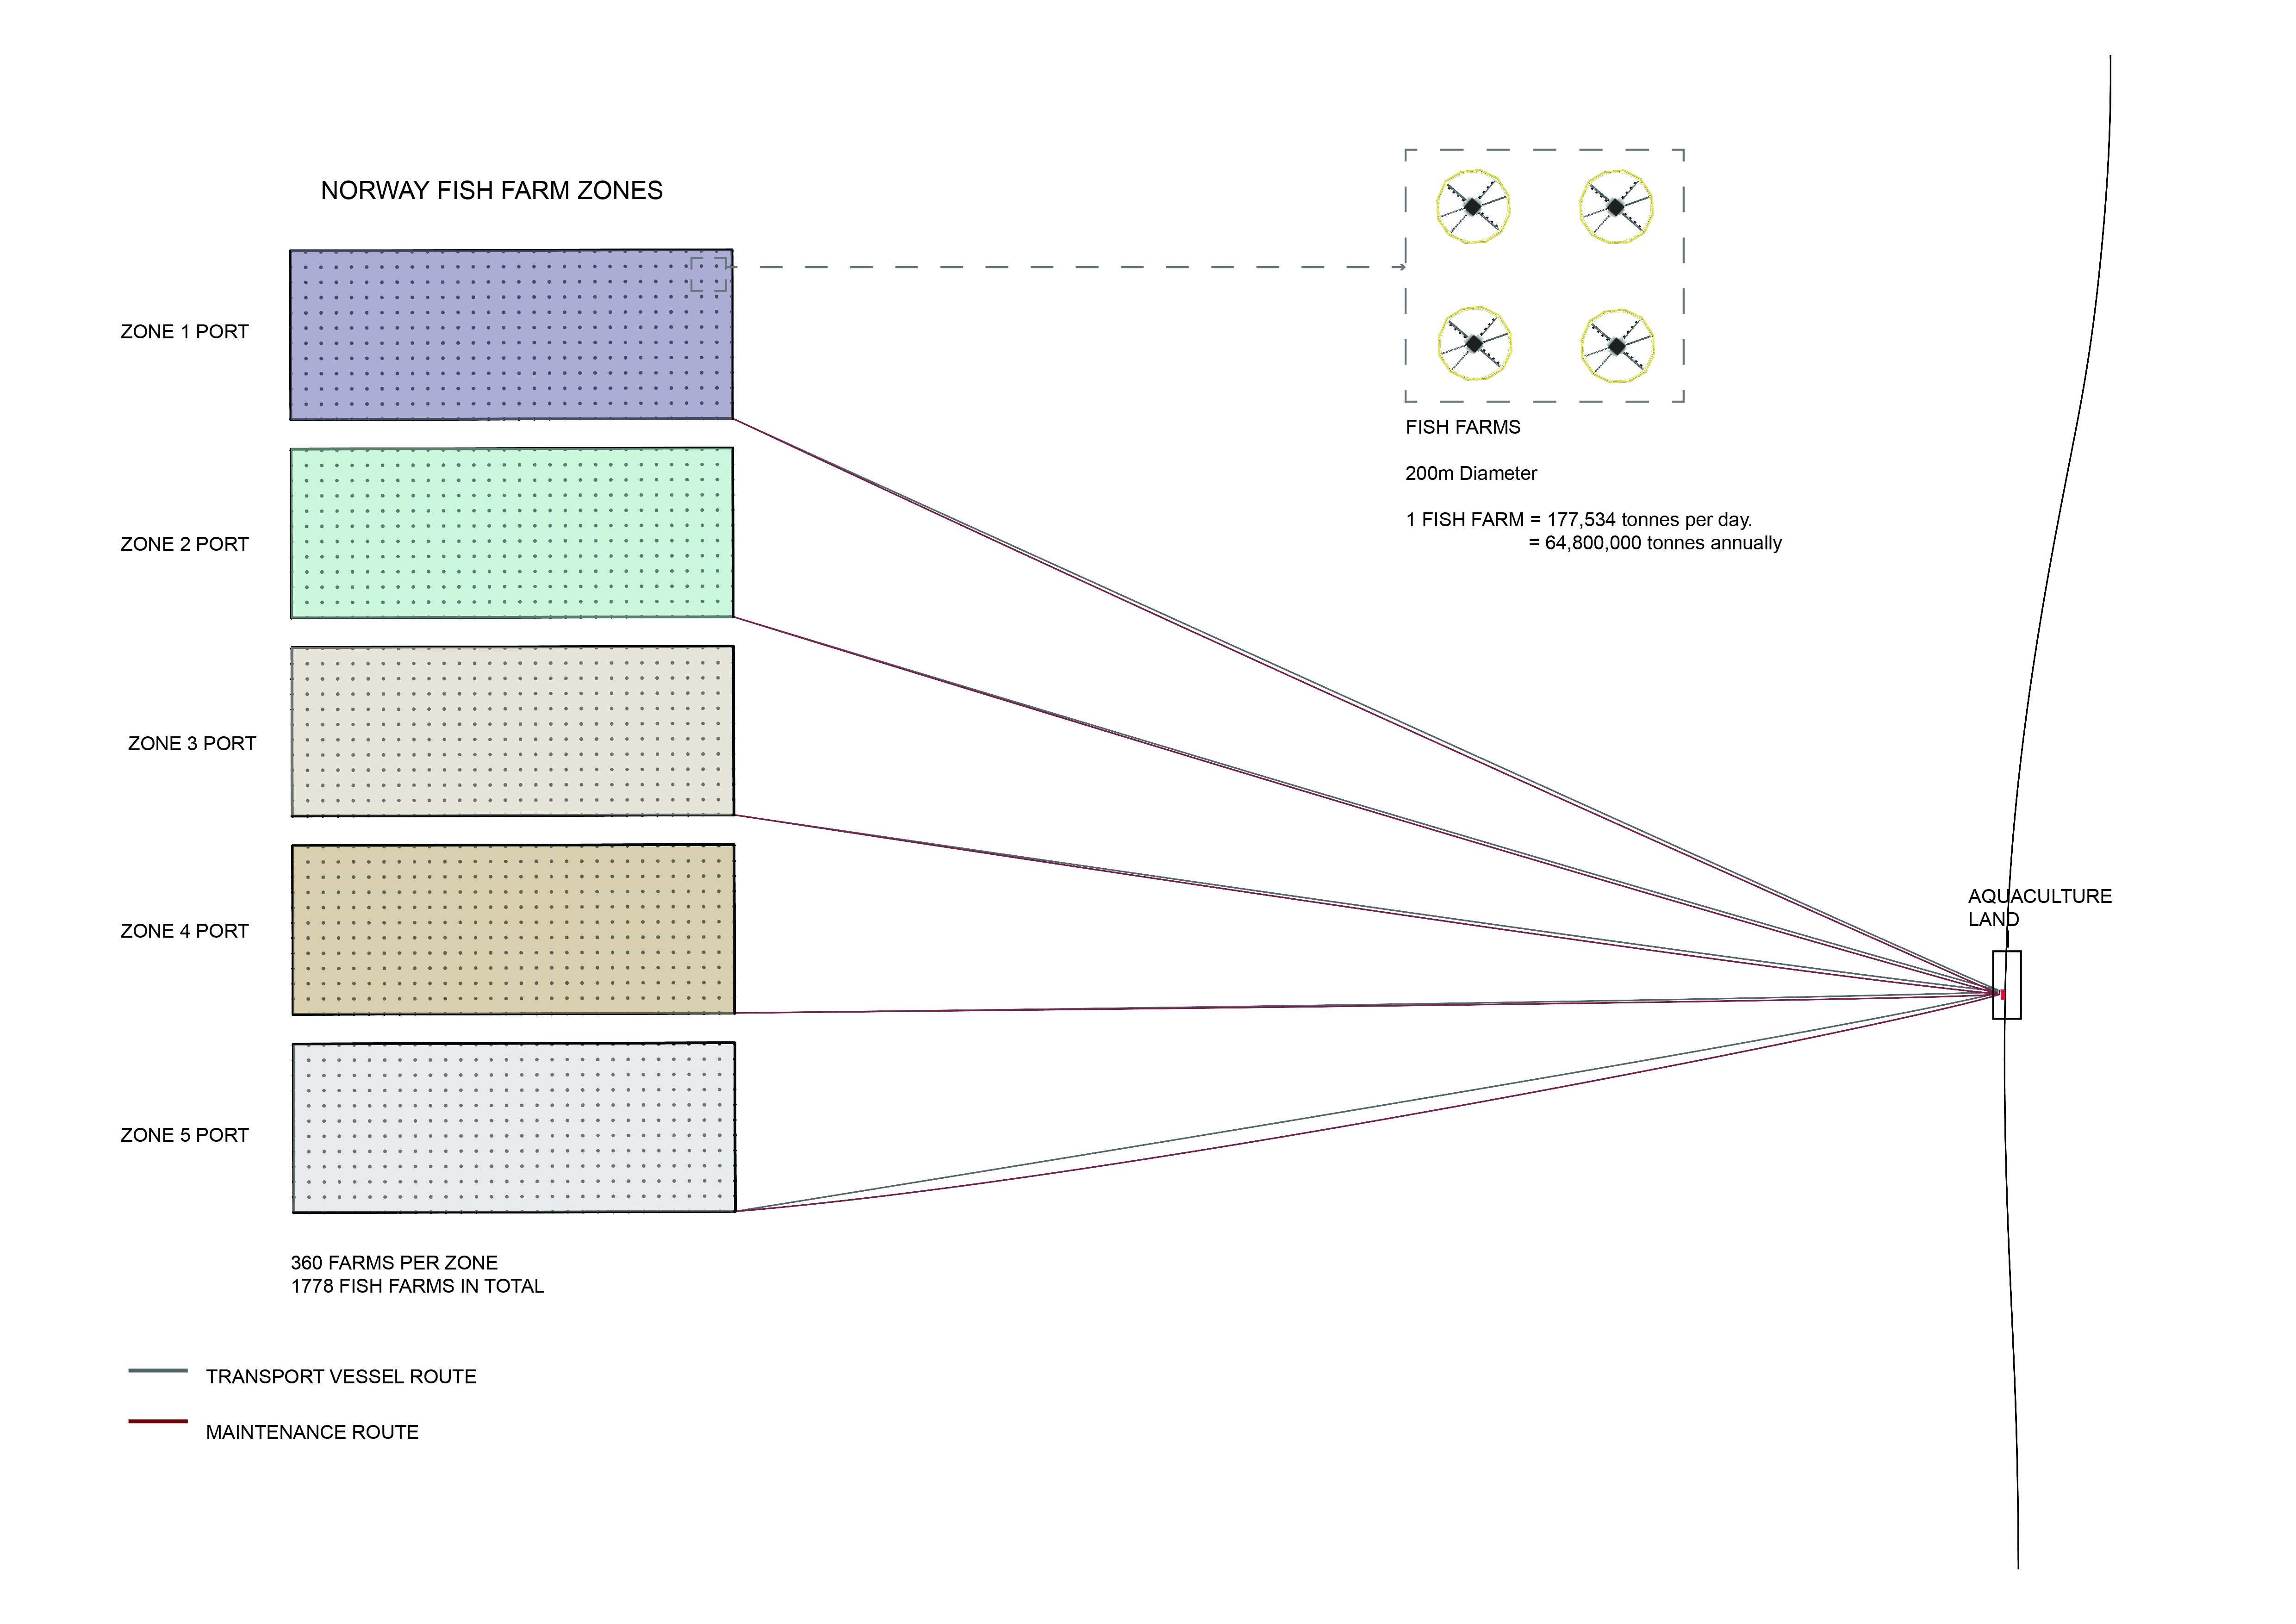 NORWAY FISH FARM ZONES
ZONE 1 PORT
ZONE 2 PORT
ZONE 3 PORT
ZONE 4 PORT
ZONE 5 PORT
360 FARMS PER ZONE
1778 FISH FARMS IN TOTAL
TRANSPORT VESSEL ROUTE
MAINTENANCE ROUTE
FISH FARMS
200m Diameter
1 FISH FARM = 177,534 tonnes per day.
= 64,800,000 tonnes annually
AQUACULTURE
LAND